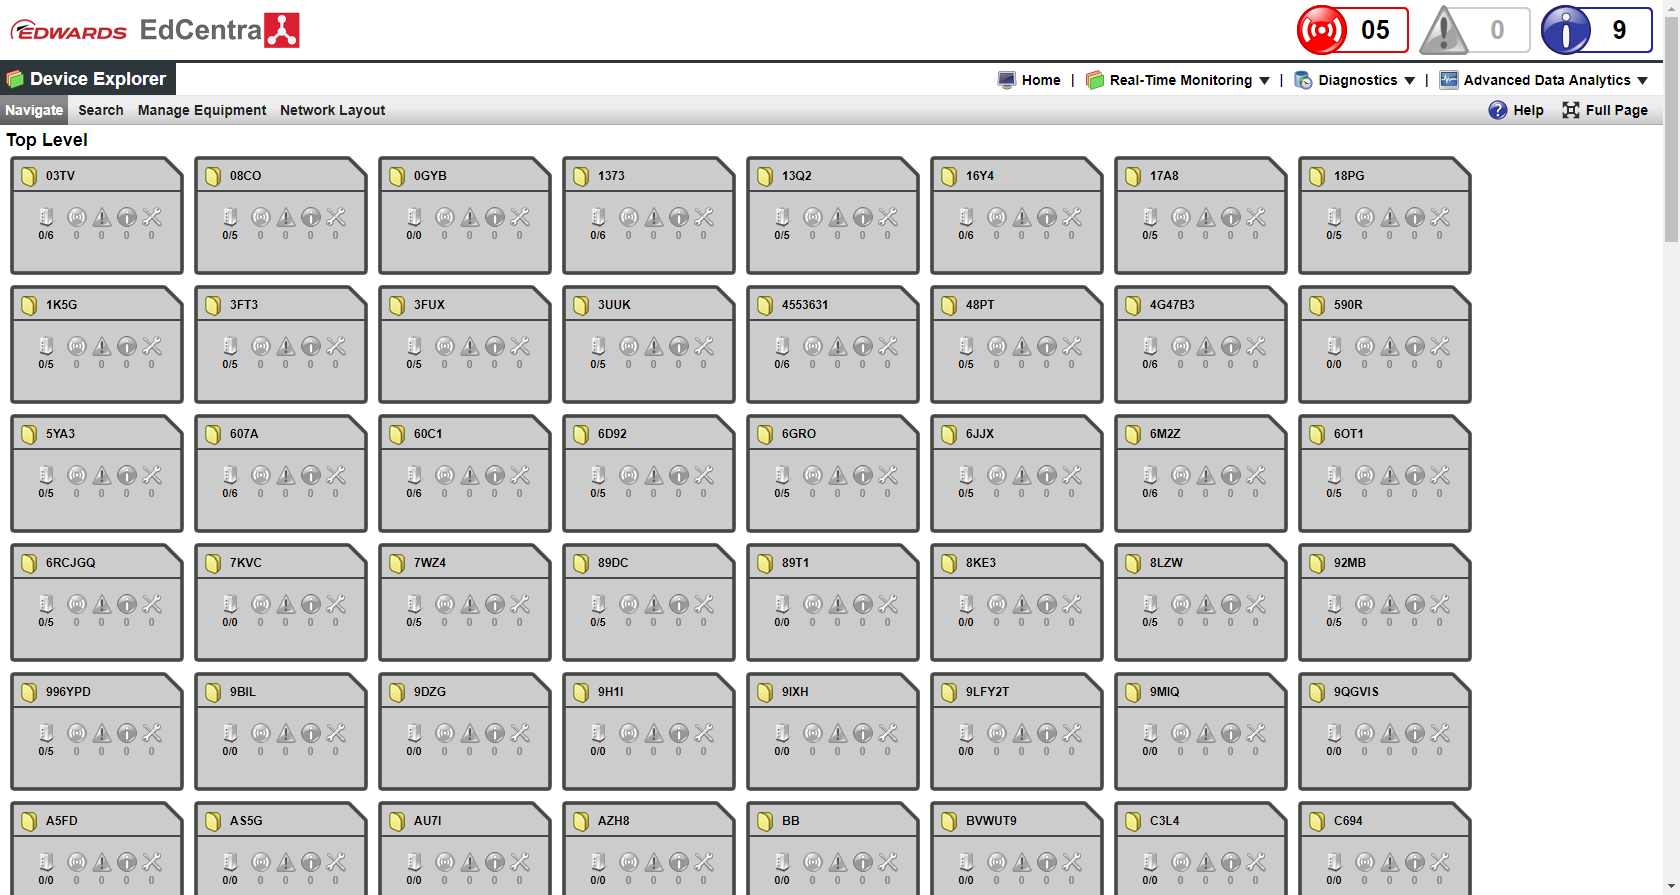 EDWARDS EdCentra 05 0 9
Device Explorer Home | Real-Time Monitoring | Diagnostics | Advanced Data Analytics
Navigate Search Manage Equipment Network Layout Help Full Page
Top Level
03TV 08CO 0GYB 1373 13Q2 16Y4 17A8 18PG
0/6 0 0 0 0 0/5 0 0 0 0 0/0 0 0 0 0 0/6 0 0 0 0 0/5 0 0 0 0 0/6 0 0 0 0 0/5 0 0 0 0 0/5 0 0 0 0
1K5G 3FT3 3FUX 3UUK 4553631 48PT 4G47B3 590R
0/5 0 0 0 0 0/5 0 0 0 0 0/5 0 0 0 0 0/5 0 0 0 0 0/6 0 0 0 0 0/5 0 0 0 0 0/6 0 0 0 0 0/0 0 0 0 0
5YA3 607A 60C1 6D92 6GRO 6JJX 6M2Z 6OT1
0/5 0 0 0 0 0/6 0 0 0 0 0/6 0 0 0 0 0/5 0 0 0 0 0/5 0 0 0 0 0/5 0 0 0 0 0/6 0 0 0 0 0/5 0 0 0 0
6RCJGQ 7KVC 7WZ4 89DC 89T1 8KE3 8LZW 92MB
0/5 0 0 0 0 0/0 0 0 0 0 0/5 0 0 0 0 0/5 0 0 0 0 0/0 0 0 0 0 0/0 0 0 0 0 0/5 0 0 0 0 0/5 0 0 0 0
996YPD 9BIL 9DZG 9H1I 9IXH 9LFY2T 9MIQ 9QGVIS
0/5 0 0 0 0 0/0 0 0 0 0 0/0 0 0 0 0 0/0 0 0 0 0 0/0 0 0 0 0 0/0 0 0 0 0 0/0 0 0 0 0 0/0 0 0 0 0
A5FD AS5G AU7I AZH8 BB BVWUT9 C3L4 C694
0/0 0 0 0 0 0/0 0 0 0 0 0/0 0 0 0 0 0/0 0 0 0 0 0/0 0 0 0 0 0/0 0 0 0 0 0/0 0 0 0 0 0/0 0 0 0 0